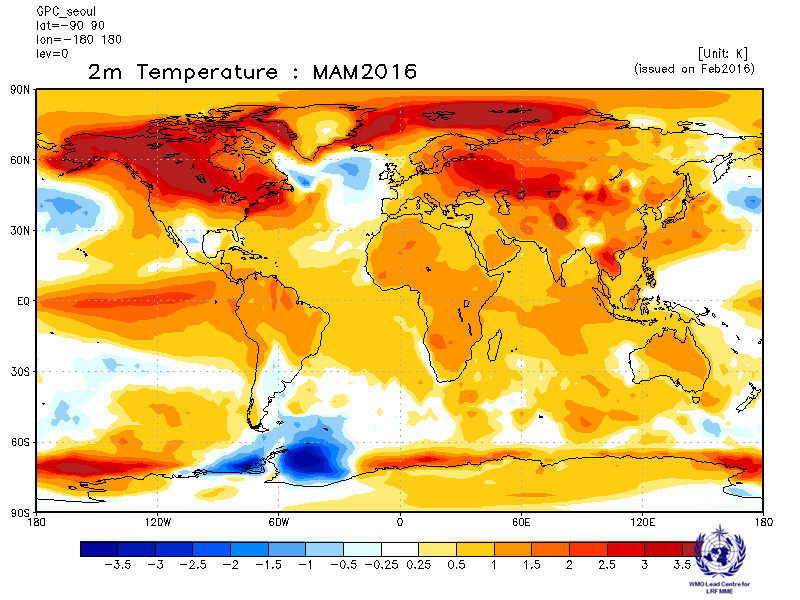 GPC_seoul
lat=-90 90
lon=-180 180
lev=0
[Unit: K]
2m Temperature : MAM2016
(issued on Feb2016)
90N
60N
30N
EQ
30S
60S
90S
180 120W 60W 0 60E 120E 180
-3.5 -3 -2.5 -2 -1.5 -1 -0.5 -0.25 0.25 0.5 1 1.5 2 2.5 3 3.5
WMO Lead Centre for
LRF MME